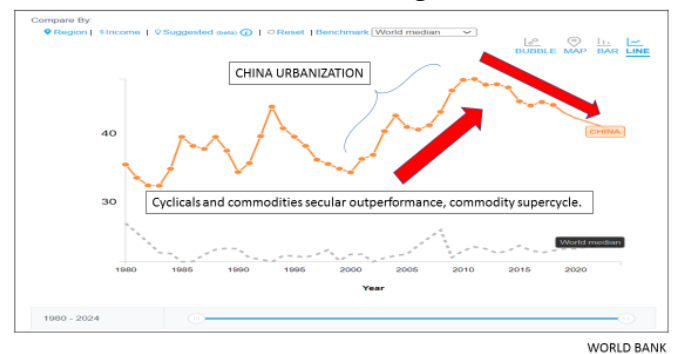 Compare By:
Region | Income | Suggested (beta) | Reset | Benchmark World median
BUBBLE MAP BAR LINE
CHINA URBANIZATION
40
CHINA
30
Cyclicals and commodities secular outperformance, commodity supercycle.
World median
1980 1985 1990 1995 2000 2005 2010 2015 2020
Year
1980 - 2024
WORLD BANK